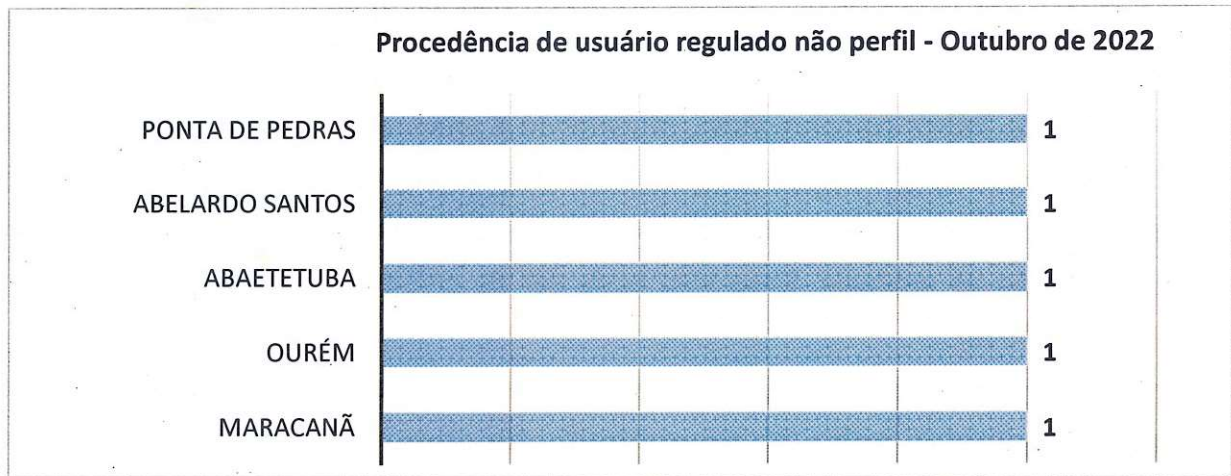 Procedência de usuário regulado não perfil - Outubro de 2022
PONTA DE PEDRAS 1
ABELARDO SANTOS 1
ABAETETUBA 1
OURÉM 1
MARACANÃ 1